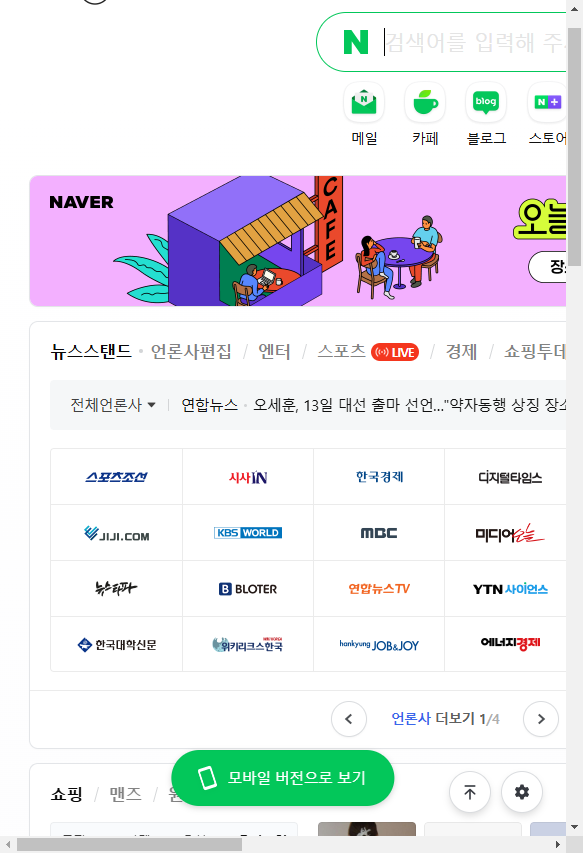 N 검색어를 입력해 주
메일 카페 블로그 스토어
NAVER
CAFE
오늘
뉴스스탠드 · 언론사편집 / 엔터 / 스포츠 LIVE / 경제 / 쇼핑투데
전체언론사 연합뉴스 · 오세훈, 13일 대선 출마 선언..."약자동행 상징 장소
스포츠조선 시사IN 한국경제 디지털타임스
JIJI.COM KBS WORLD MBC 미디어오늘
뉴스타파 BLOTER 연합뉴스TV YTN 사이언스
한국대학신문 위키리크스한국 hankyung JOB&JOY 에너지경제
언론사 더보기 1/4
모바일 버전으로 보기
쇼핑 / 맨즈 /